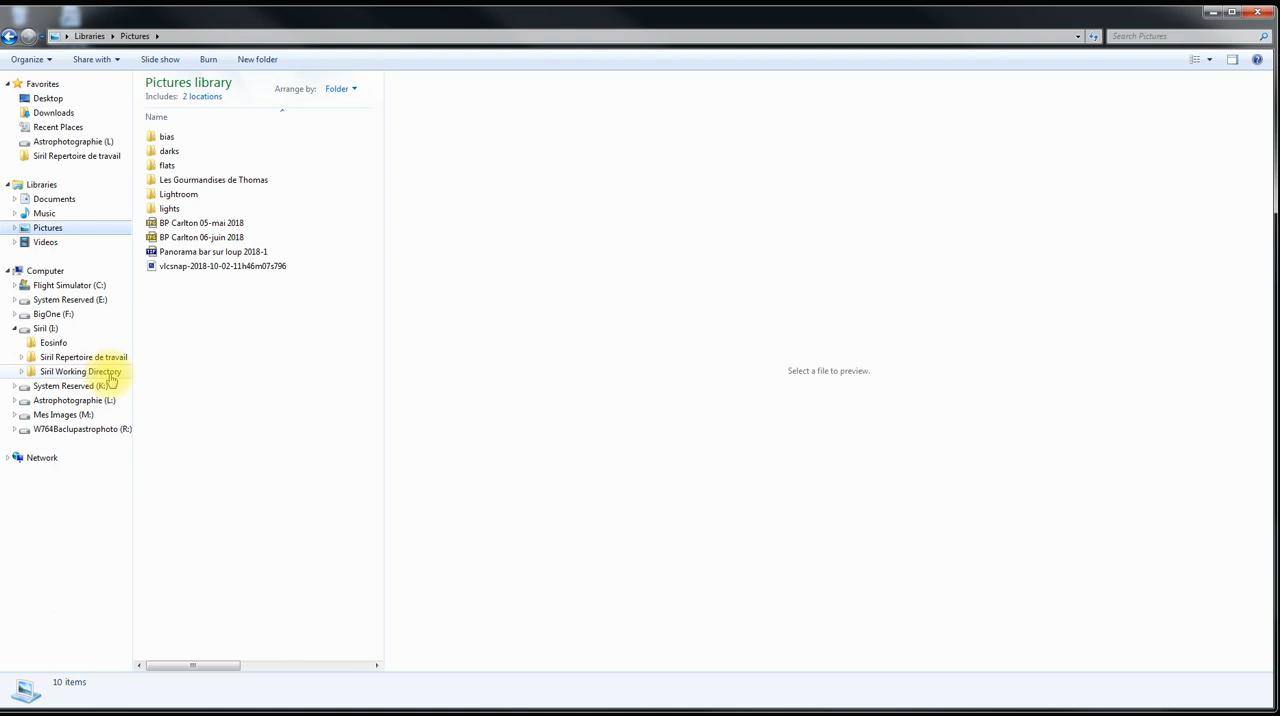 Libraries Pictures
Search Pictures
Organize Share with Slide show Burn New folder
Favorites
Desktop
Downloads
Recent Places
Astrophotographie (L)
Siril Repertoire de travail
Libraries
Documents
Music
Pictures
Videos
Computer
Flight Simulator (C:)
System Reserved (E:)
BigOne (F:)
Siril (I:)
Eosinfo
Siril Repertoire de travail
Siril Working Directory
System Reserved (K:)
Astrophotographie (L:)
Mes Images (M:)
W764Baclupastrophoto (R:)
Network
Pictures library
Includes: 2 locations
Arrange by: Folder
Name
bias
darks
flats
Les Gourmandises de Thomas
Lightroom
lights
BP Carlton 05-mai 2018
BP Carlton 06-juin 2018
Panorama bar sur loup 2018-1
vlcsnap-2018-10-02-11h46m07s796
Select a file to preview.
10 items